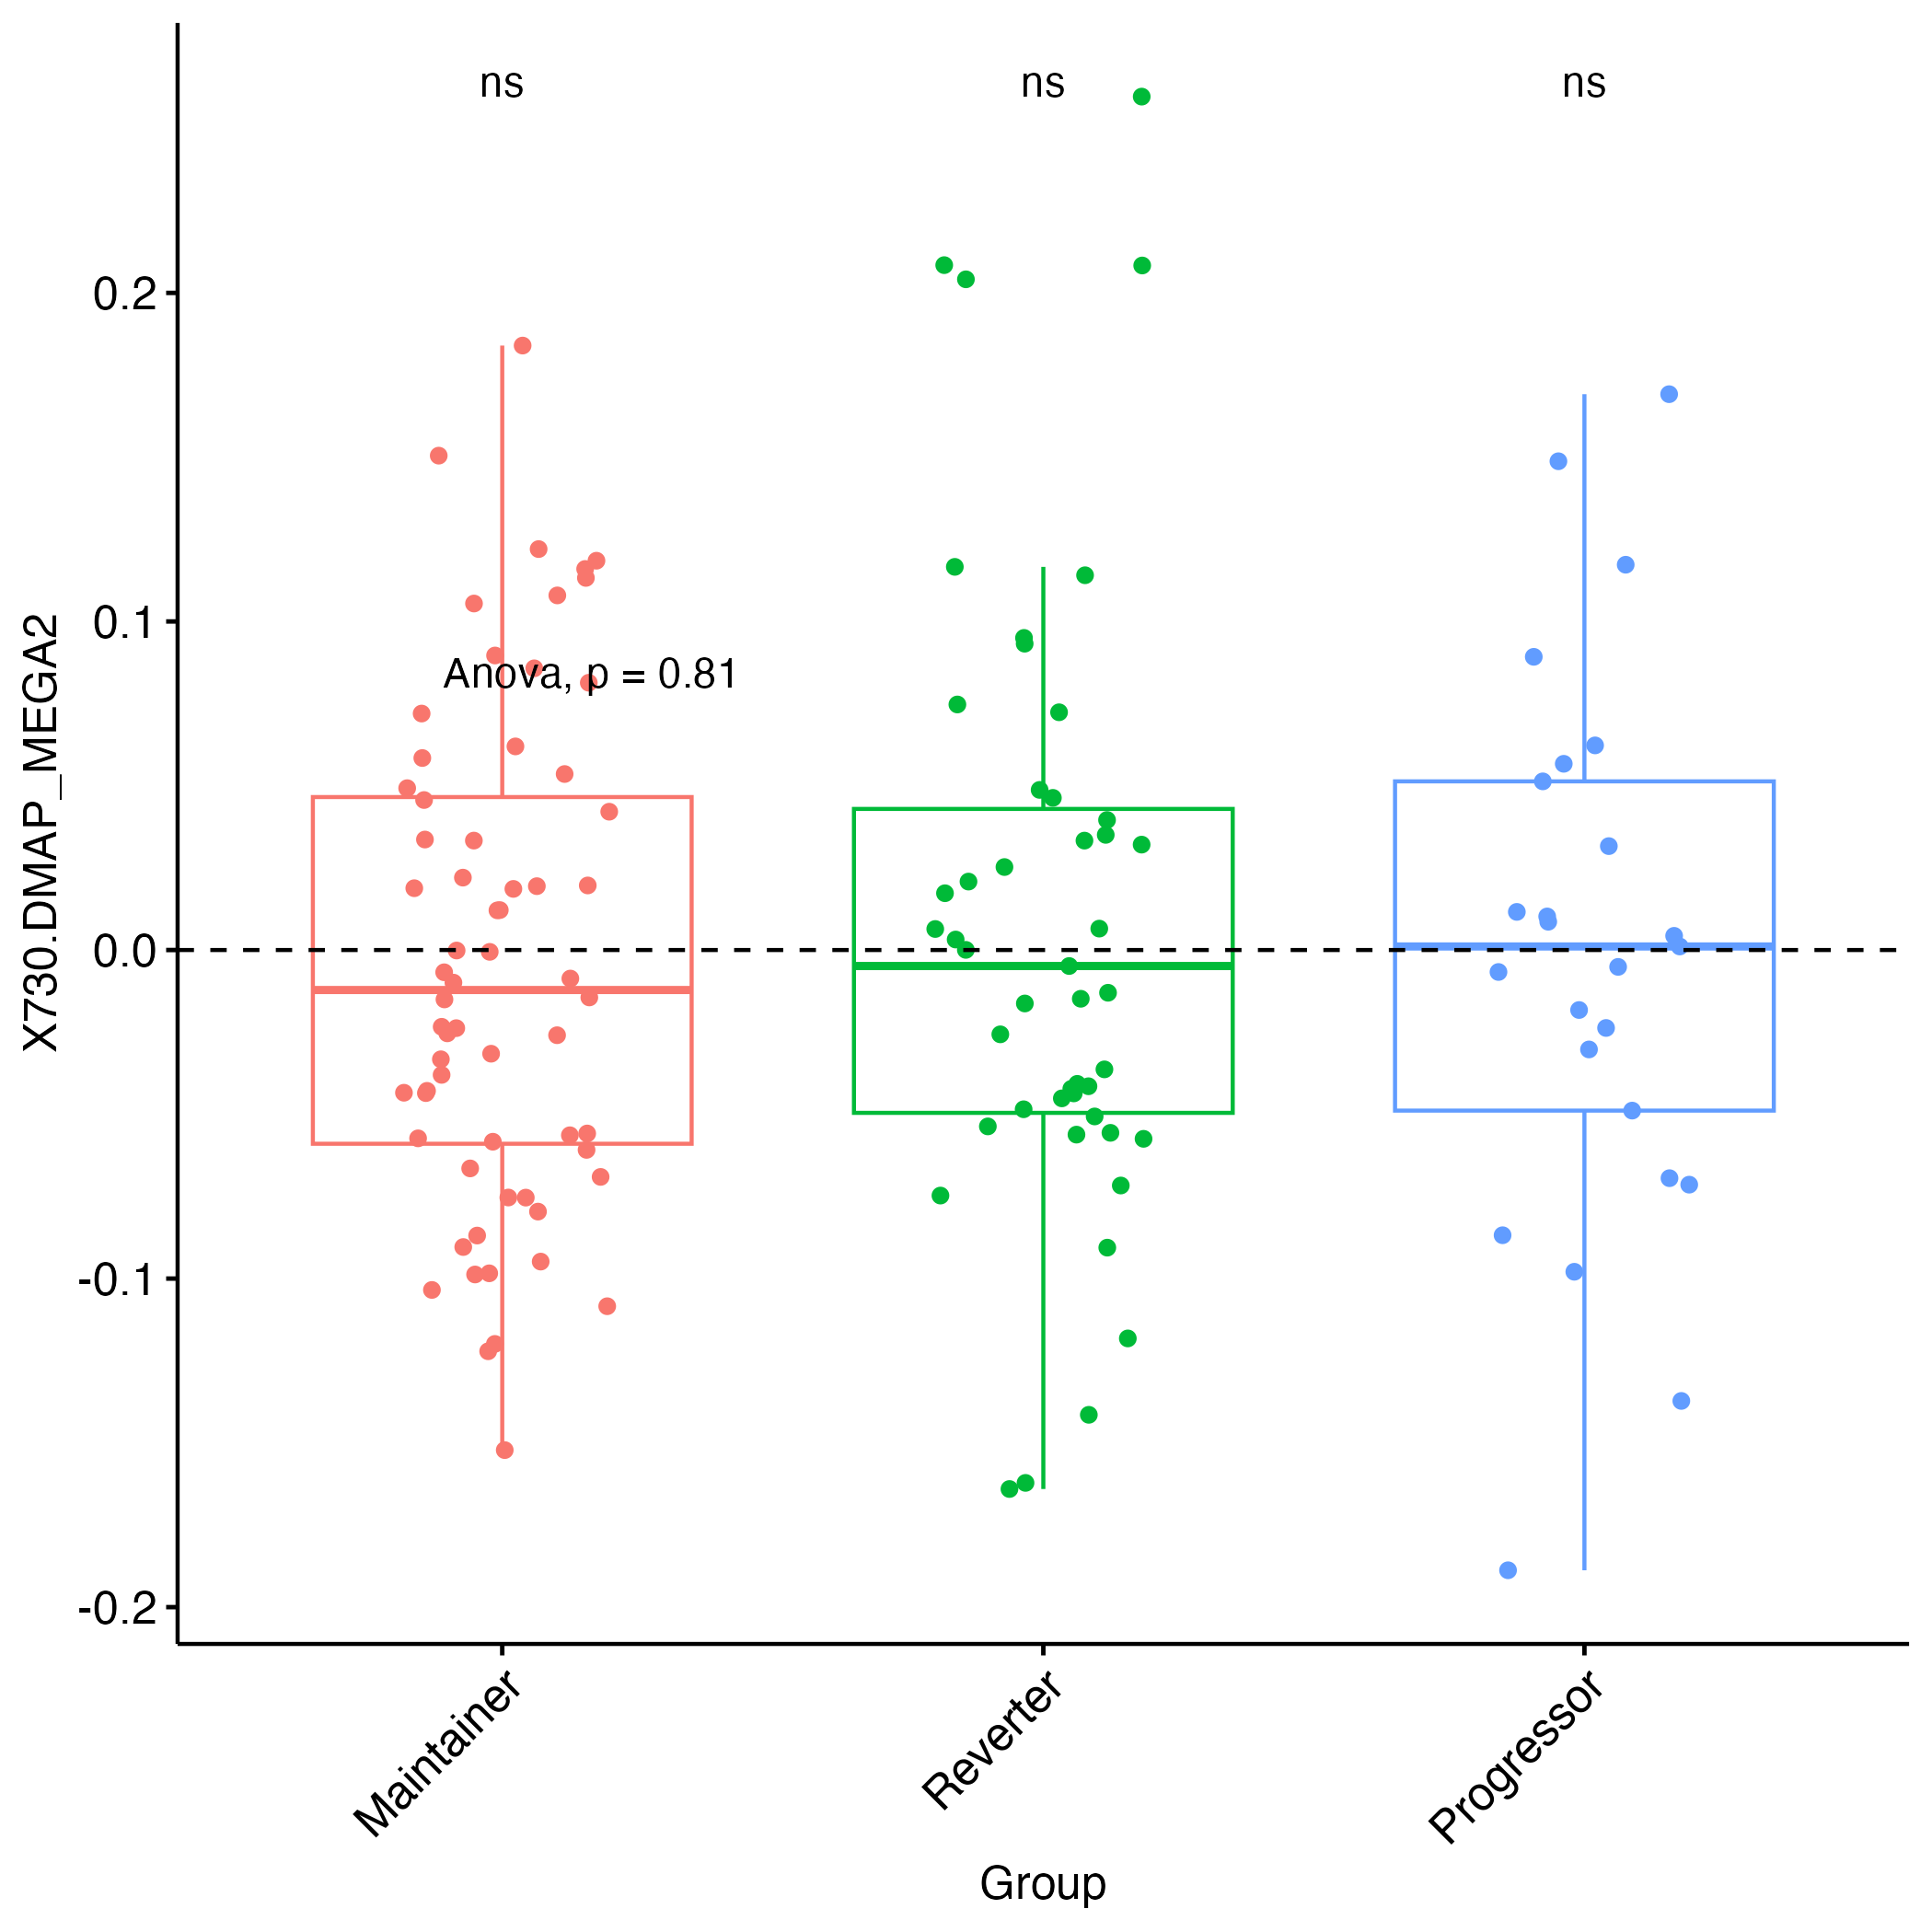 ns ns ns
0.2
0.1
Anova, p = 0.81
0.0
-0.1
-0.2
X730.DMAP_MEGA2
Maintainer Reverter Progressor
Group